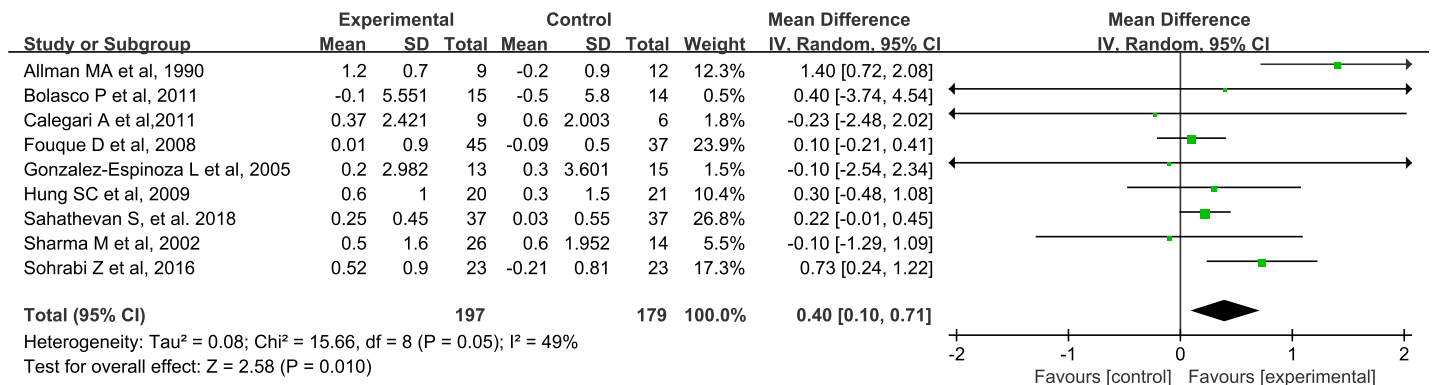 Experimental Control Mean Difference Mean Difference
Study or Subgroup Mean SD Total Mean SD Total Weight IV, Random, 95% CI IV, Random, 95% CI
Allman MA et al, 1990 1.2 0.7 9 -0.2 0.9 12 12.3% 1.40 [0.72, 2.08]
Bolasco P et al, 2011 -0.1 5.551 15 -0.5 5.8 14 0.5% 0.40 [-3.74, 4.54]
Calegari A et al,2011 0.37 2.421 9 0.6 2.003 6 1.8% -0.23 [-2.48, 2.02]
Fouque D et al, 2008 0.01 0.9 45 -0.09 0.5 37 23.9% 0.10 [-0.21, 0.41]
Gonzalez-Espinoza L et al, 2005 0.2 2.982 13 0.3 3.601 15 1.5% -0.10 [-2.54, 2.34]
Hung SC et al, 2009 0.6 1 20 0.3 1.5 21 10.4% 0.30 [-0.48, 1.08]
Sahathevan S, et al. 2018 0.25 0.45 37 0.03 0.55 37 26.8% 0.22 [-0.01, 0.45]
Sharma M et al, 2002 0.5 1.6 26 0.6 1.952 14 5.5% -0.10 [-1.29, 1.09]
Sohrabi Z et al, 2016 0.52 0.9 23 -0.21 0.81 23 17.3% 0.73 [0.24, 1.22]
Total (95% CI) 197 179 100.0% 0.40 [0.10, 0.71]
Heterogeneity: Tau² = 0.08; Chi² = 15.66, df = 8 (P = 0.05); I² = 49%
Test for overall effect: Z = 2.58 (P = 0.010)
-2 -1 0 1 2
Favours [control] Favours [experimental]